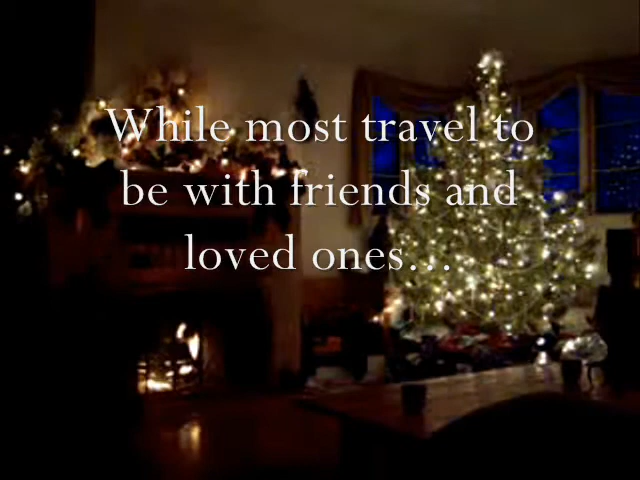 While most travel to
be with friends and
loved ones…